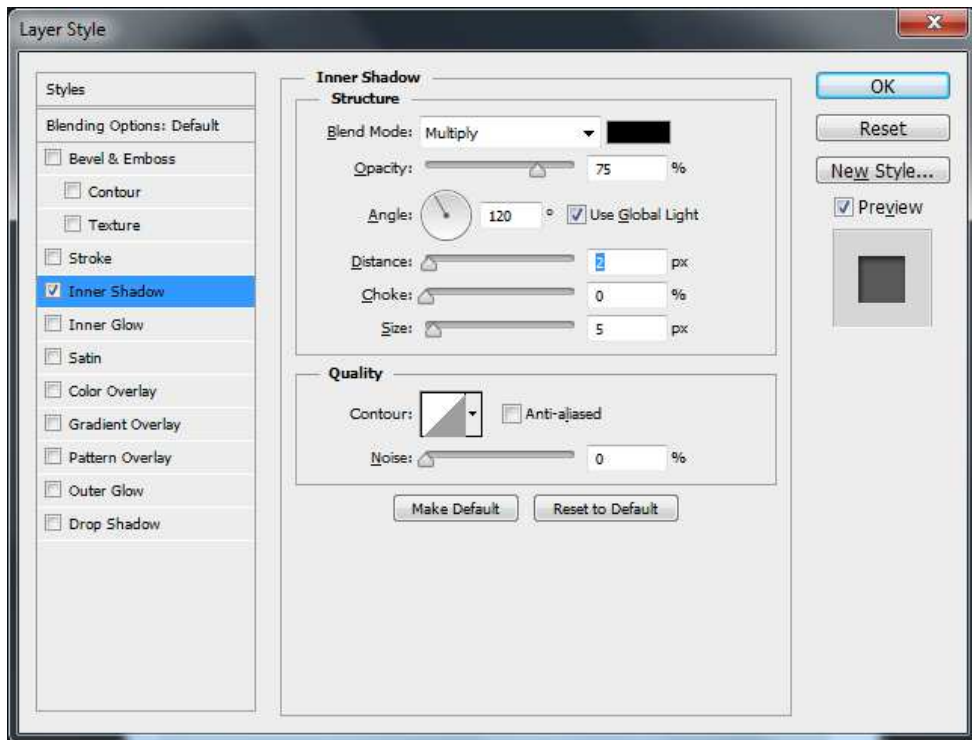 Layer Style
Styles
Blending Options: Default
Bevel & Emboss
Contour
Texture
Stroke
Inner Shadow
Inner Glow
Satin
Color Overlay
Gradient Overlay
Pattern Overlay
Outer Glow
Drop Shadow
Inner Shadow
Structure
Blend Mode: Multiply
Opacity: 75 %
Angle: 120 ° Use Global Light
Distance: 2 px
Choke: 0 %
Size: 5 px
Quality
Contour: Anti-aliased
Noise: 0 %
Make Default Reset to Default
OK
Reset
New Style...
Preview